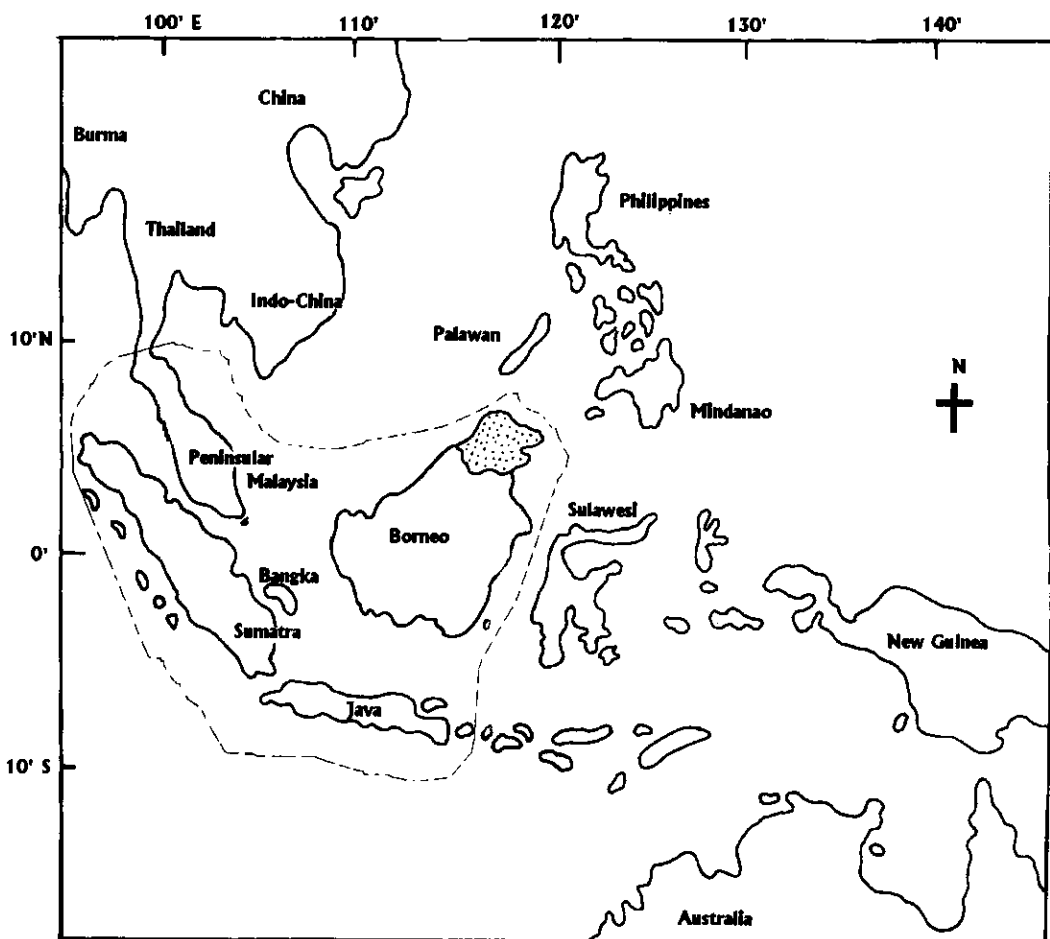 100' E
110'
120'
130'
140'
China
Burma
Philippines
Thailand
Indo-China
Palawan
10'N
N
Mindanao
Peninsular
Malaysia
Sulawesi
Borneo
0'
Bangka
Sumatra
New Guinea
Java
10' S
Australia